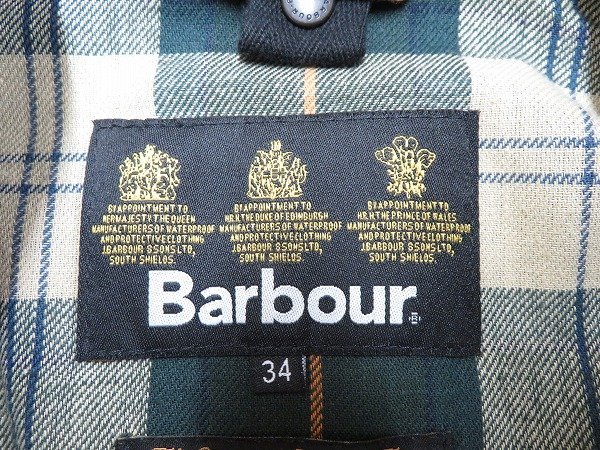 BARBOUR
BY APPOINTMENT TO
HER MAJESTY THE QUEEN
MANUFACTURERS OF WATERPROOF
AND PROTECTIVE CLOTHING
J.BARBOUR & SONS LTD,
SOUTH SHIELDS.
BY APPOINTMENT TO
H.R.H. THE DUKE OF EDINBURGH
MANUFACTURERS OF WATERPROOF
AND PROTECTIVE CLOTHING
J.BARBOUR & SONS LTD,
SOUTH SHIELDS.
BY APPOINTMENT TO
H.R.H. THE PRINCE OF WALES
MANUFACTURERS OF WATERPROOF
AND PROTECTIVE CLOTHING
J.BARBOUR & SONS LTD,
SOUTH SHIELDS.
Barbour
34